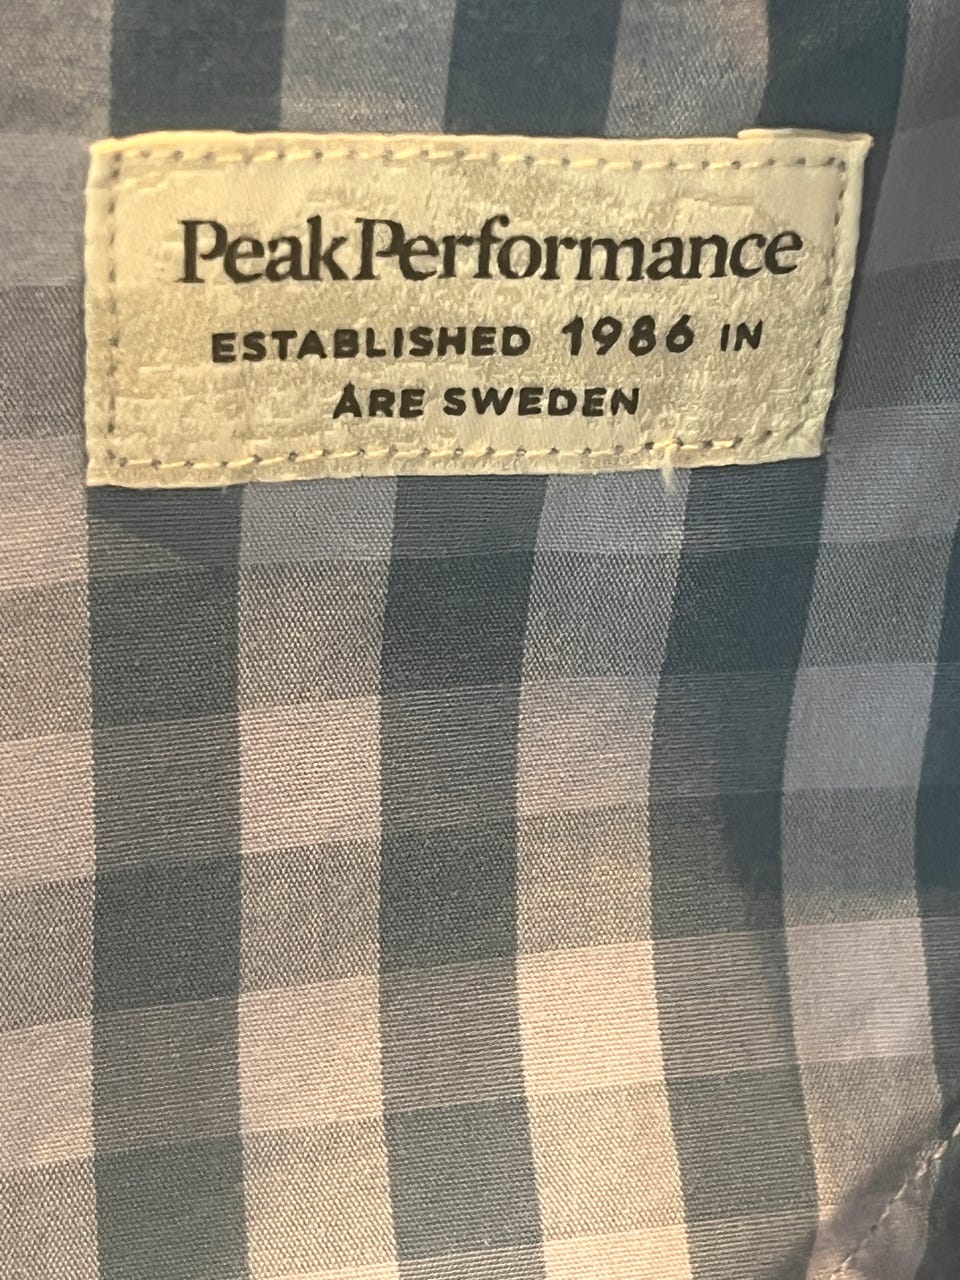 PeakPerformance
ESTABLISHED 1986 IN
ÅRE SWEDEN